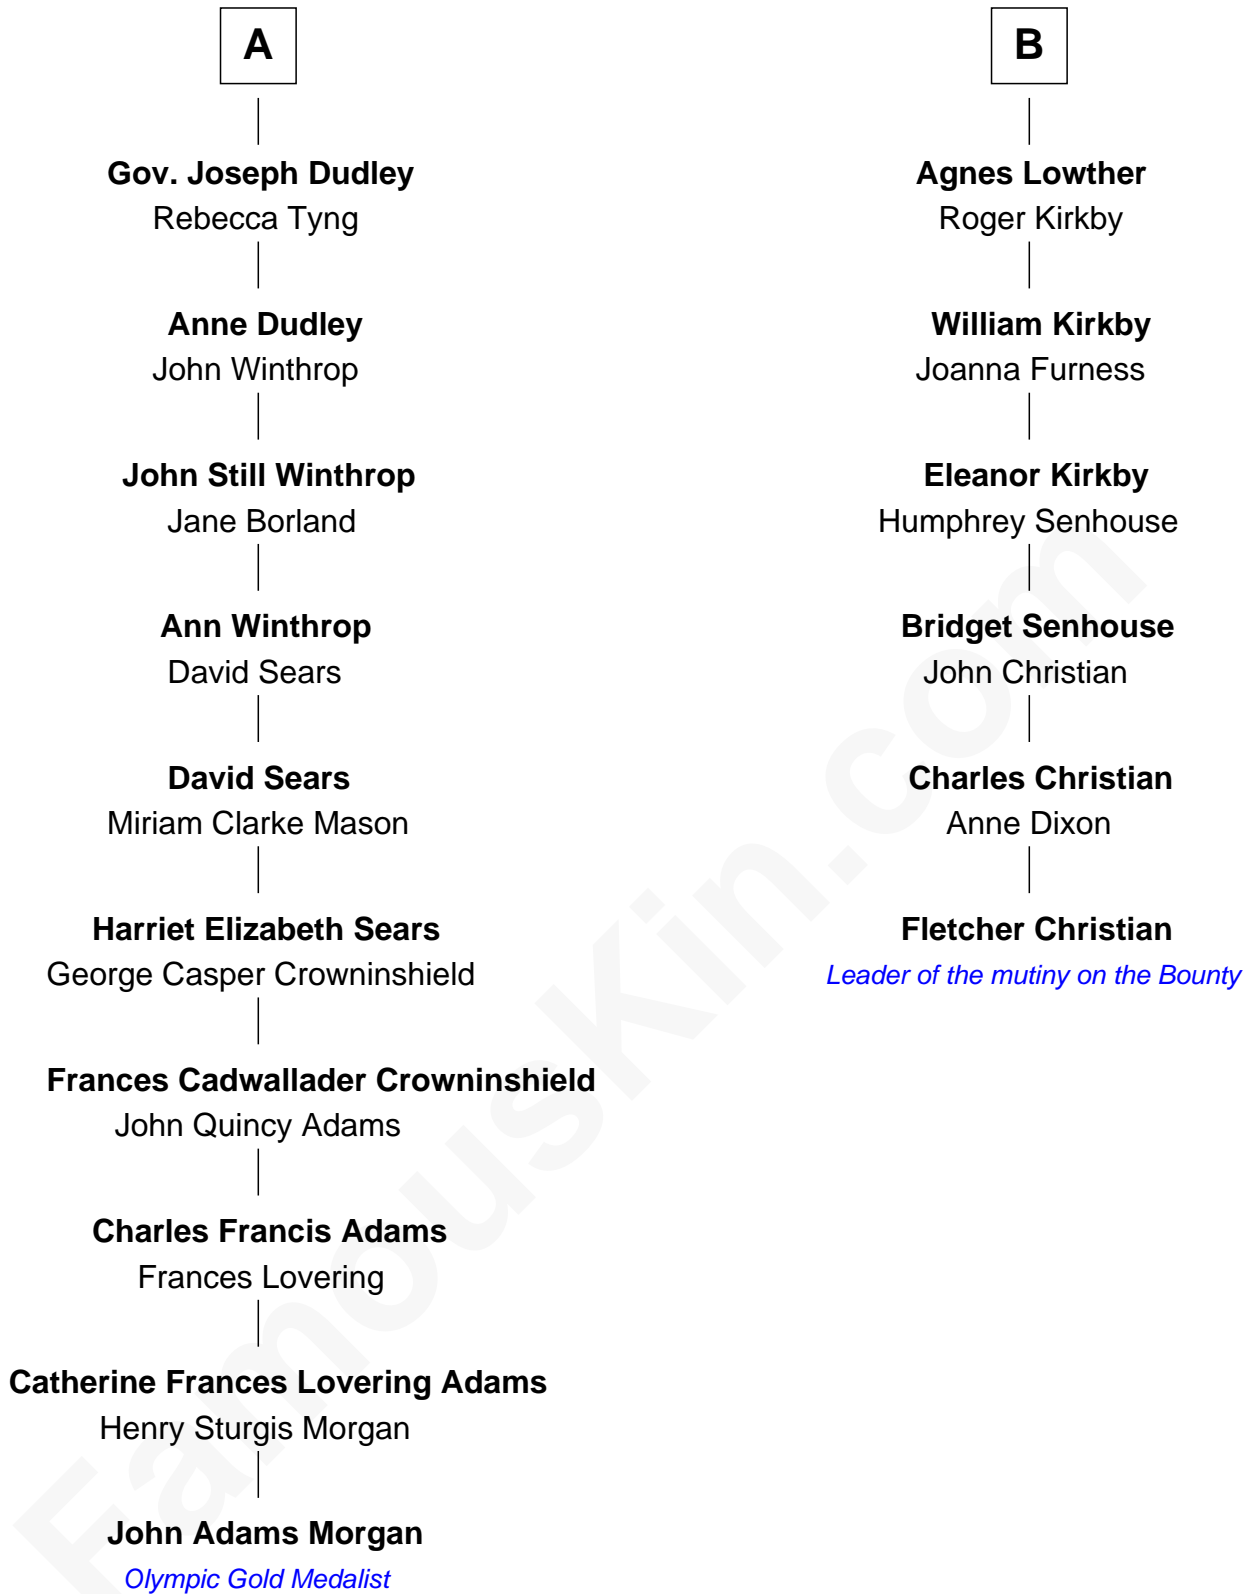 A
Gov. Joseph Dudley
Rebecca Tyng
Anne Dudley
John Winthrop
John Still Winthrop
Jane Borland
Ann Winthrop
David Sears
David Sears
Miriam Clarke Mason
Harriet Elizabeth Sears
George Casper Crowninshield
Frances Cadwallader Crowninshield
John Quincy Adams
Charles Francis Adams
Frances Lovering
Catherine Frances Lovering Adams
Henry Sturgis Morgan
John Adams Morgan
Olympic Gold Medalist
B
Agnes Lowther
Roger Kirkby
William Kirkby
Joanna Furness
Eleanor Kirkby
Humphrey Senhouse
Bridget Senhouse
John Christian
Charles Christian
Anne Dixon
Fletcher Christian
Leader of the mutiny on the Bounty
FamousKin.com